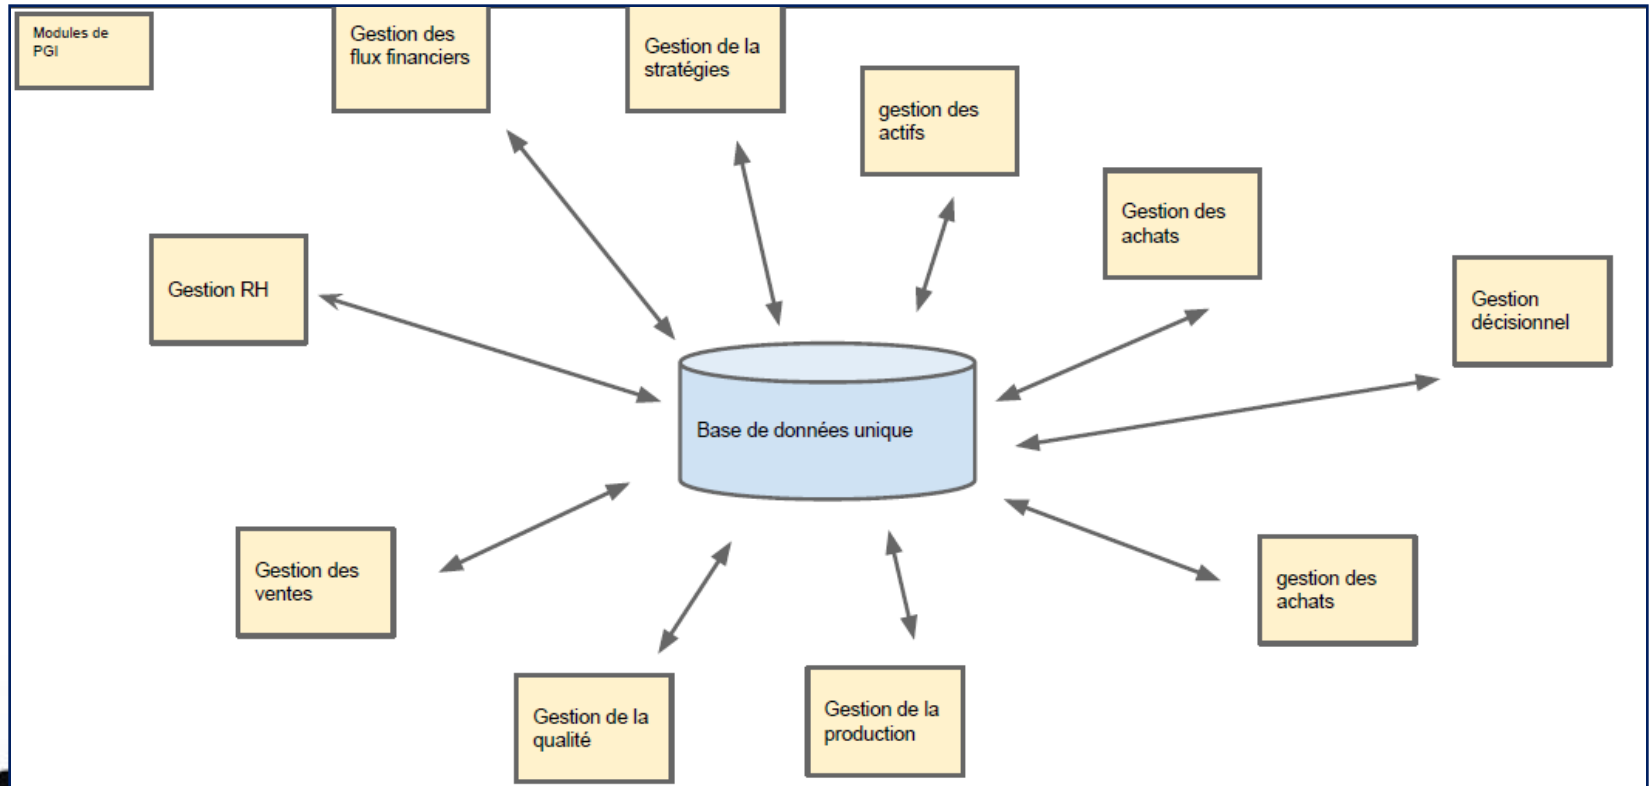 Modules de
PGI
Gestion des
flux financiers
Gestion de la
stratégies
gestion des
actifs
Gestion des
achats
Gestion RH
Gestion
décisionnel
Base de données unique
Gestion des
ventes
gestion des
achats
Gestion de la
qualité
Gestion de la
production